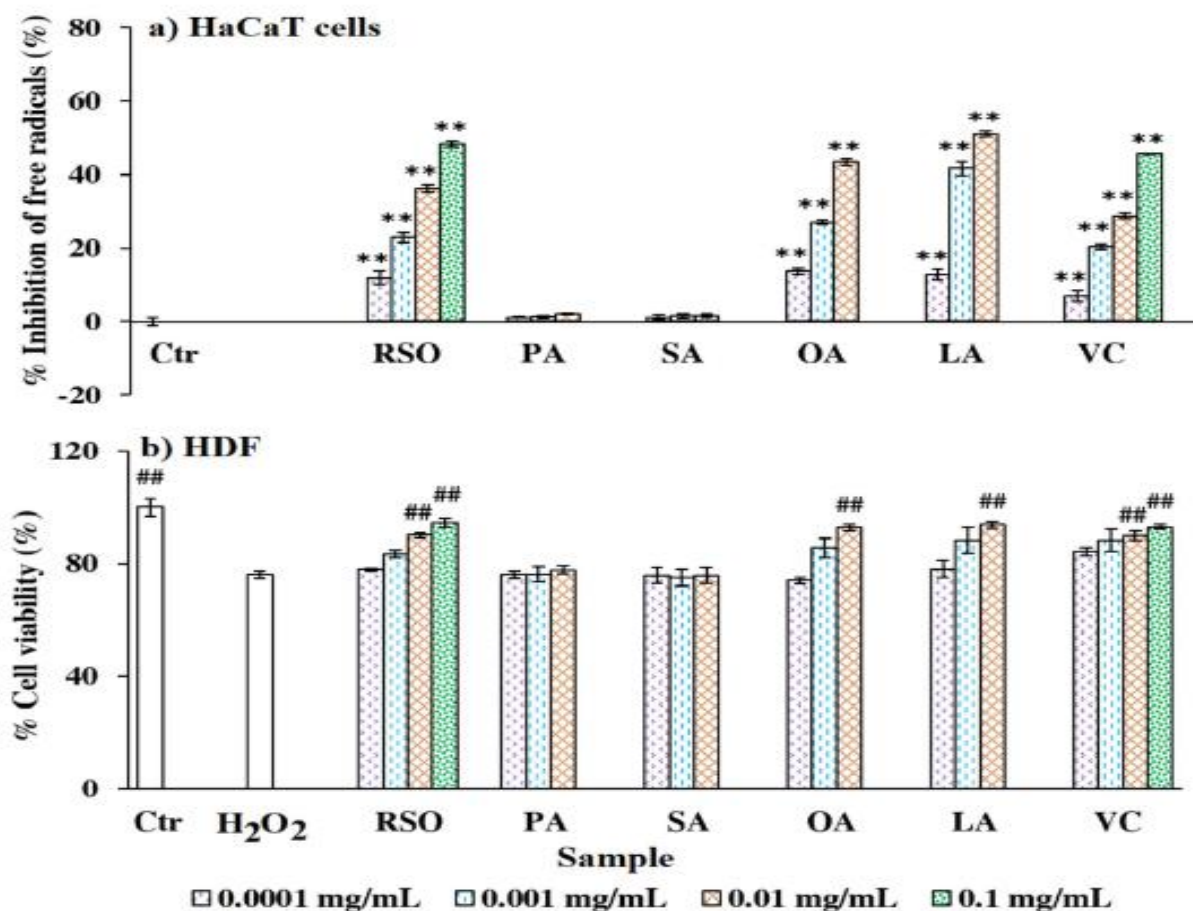 a) HaCaT cells
% Inhibition of free radicals (%)
80
60
40
20
0
-20
** ** ** **
** ** **
** ** **
** ** ** **
Ctr RSO PA SA OA LA VC
b) HDF
% Cell viability (%)
120
80
40
0
##
## ##
##
##
## ##
Ctr H2O2 RSO PA SA OA LA VC
Sample
0.0001 mg/mL 0.001 mg/mL 0.01 mg/mL 0.1 mg/mL